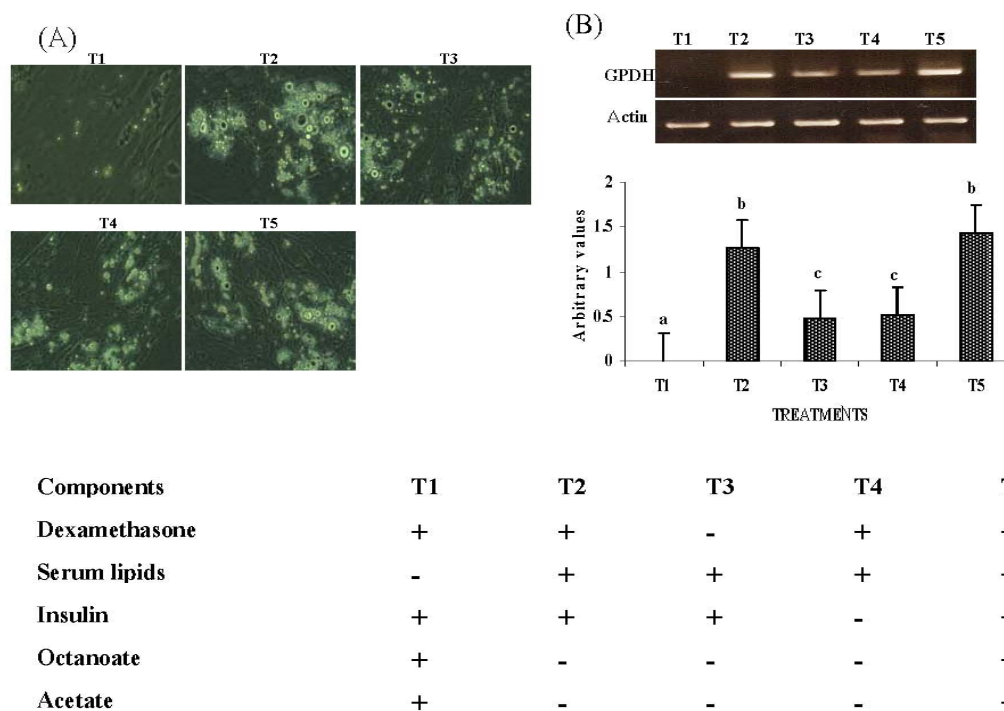 (A)
T1 T2 T3
T4 T5
(B)
T1 T2 T3 T4 T5
GPDH
Actin
2
1.5
1
0.5
0
Arbitrary values
a b c c b
T1 T2 T3 T4 T5
TREATMENTS
Components T1 T2 T3 T4
Dexamethasone + + - +
Serum lipids - + + +
Insulin + + + -
Octanoate + - - -
Acetate + - - -